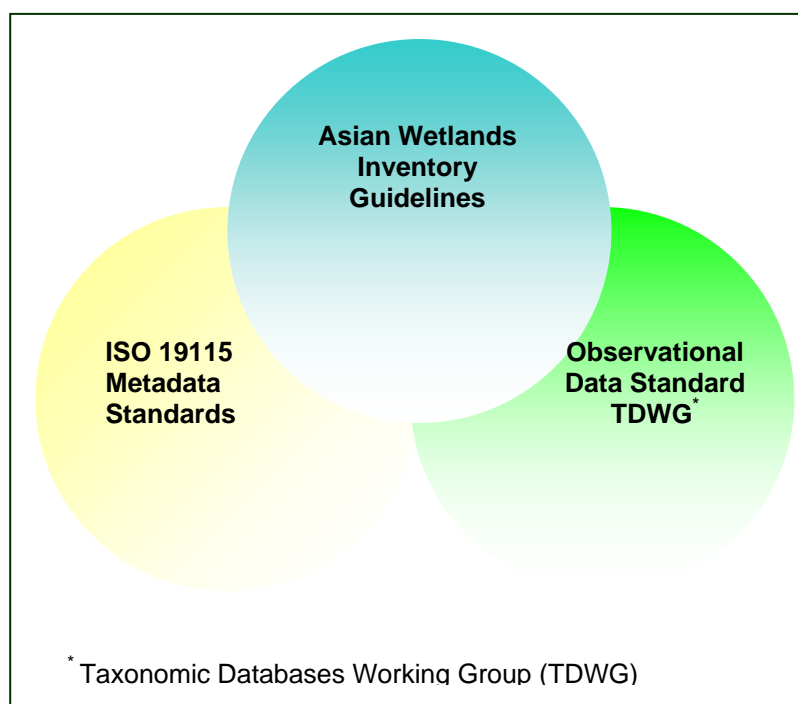 Asian Wetlands
Inventory
Guidelines
ISO 19115
Metadata
Standards
Observational
Data Standard
TDWG*
* Taxonomic Databases Working Group (TDWG)